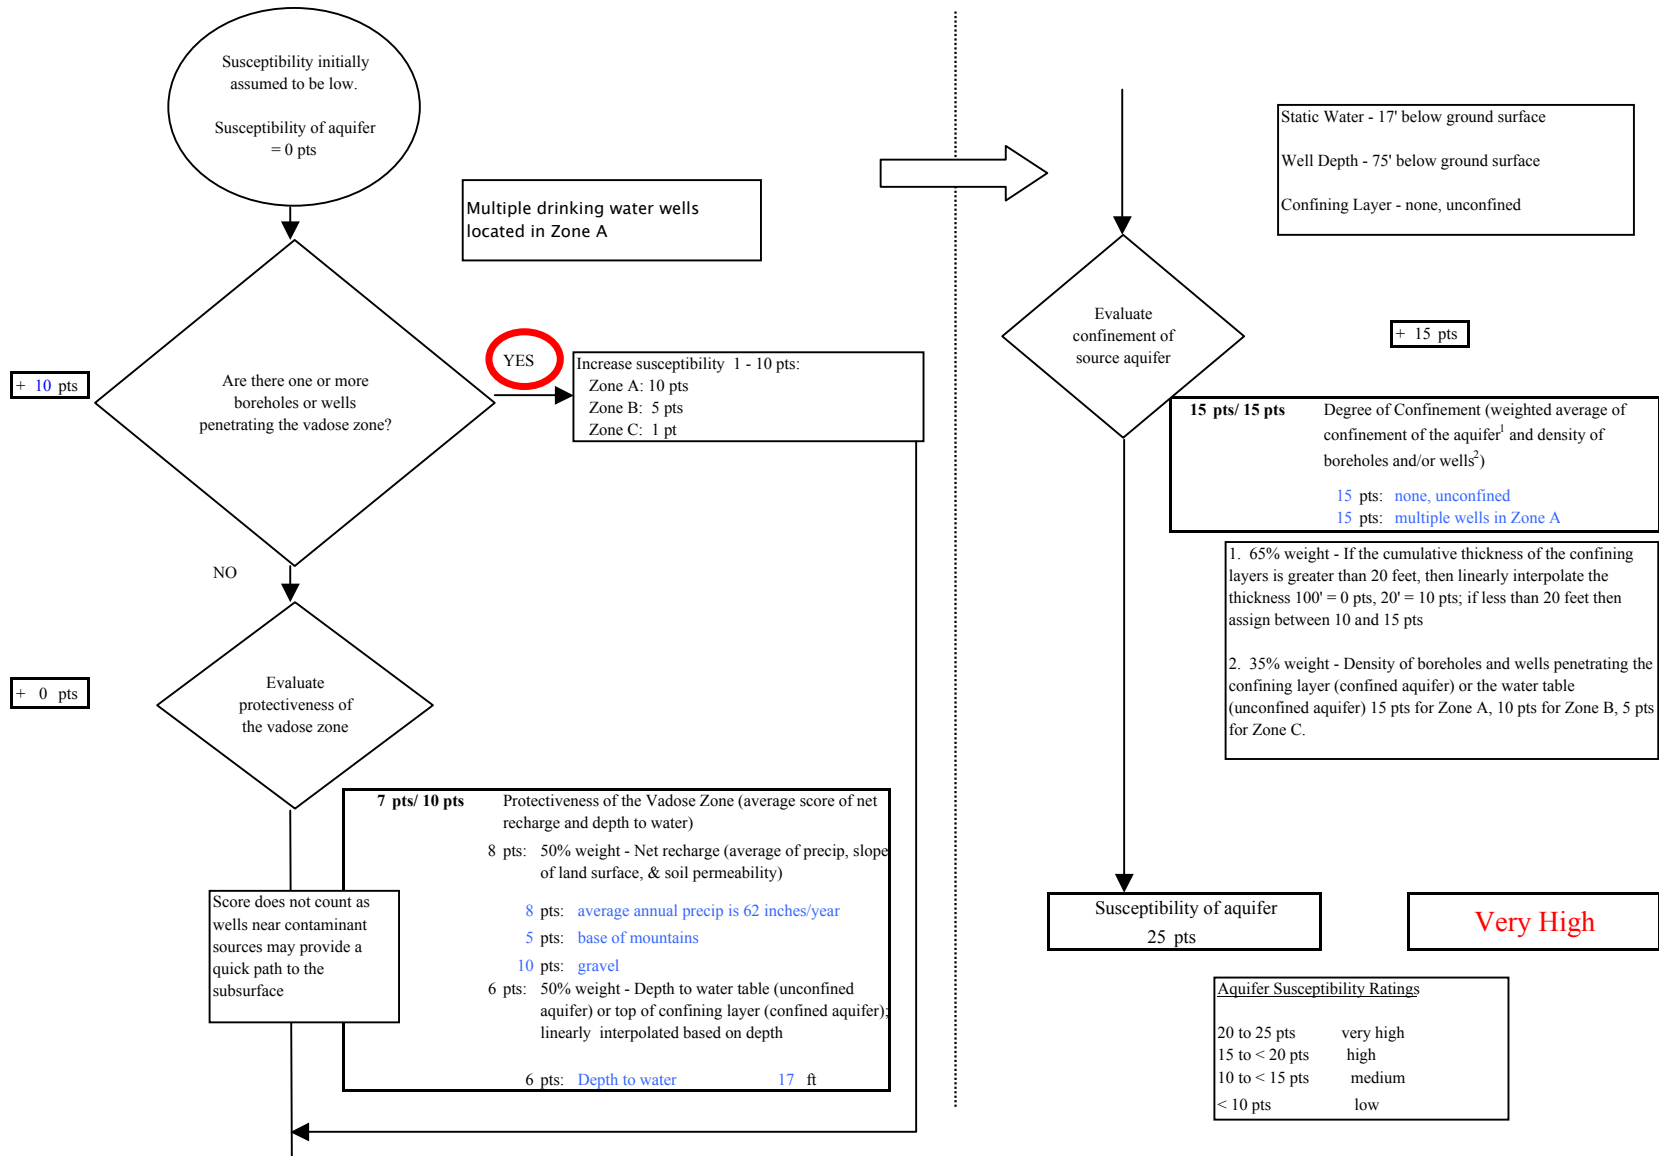 Susceptibility initially
assumed to be low.
Susceptibility of aquifer
= 0 pts
Multiple drinking water wells
located in Zone A
+ 10 pts
Are there one or more
boreholes or wells
penetrating the vadose zone?
YES
Increase susceptibility 1 - 10 pts:
Zone A: 10 pts
Zone B: 5 pts
Zone C: 1 pt
NO
+ 0 pts
Evaluate
protectiveness of
the vadose zone
7 pts/ 10 pts Protectiveness of the Vadose Zone (average score of net
recharge and depth to water)
8 pts: 50% weight - Net recharge (average of precip, slope
of land surface, & soil permeability)
8 pts: average annual precip is 62 inches/year
5 pts: base of mountains
10 pts: gravel
6 pts: 50% weight - Depth to water table (unconfined
aquifer) or top of confining layer (confined aquifer);
linearly interpolated based on depth
6 pts: Depth to water 17 ft
Score does not count as
wells near contaminant
sources may provide a
quick path to the
subsurface
Static Water - 17' below ground surface
Well Depth - 75' below ground surface
Confining Layer - none, unconfined
Evaluate
confinement of
source aquifer
+ 15 pts
15 pts/ 15 pts Degree of Confinement (weighted average of
confinement of the aquifer1 and density of
boreholes and/or wells2)
15 pts: none, unconfined
15 pts: multiple wells in Zone A
1. 65% weight - If the cumulative thickness of the confining
layers is greater than 20 feet, then linearly interpolate the
thickness 100' = 0 pts, 20' = 10 pts; if less than 20 feet then
assign between 10 and 15 pts
2. 35% weight - Density of boreholes and wells penetrating the
confining layer (confined aquifer) or the water table
(unconfined aquifer) 15 pts for Zone A, 10 pts for Zone B, 5 pts
for Zone C.
Susceptibility of aquifer
25 pts
Very High
Aquifer Susceptibility Ratings
20 to 25 pts very high
15 to < 20 pts high
10 to < 15 pts medium
< 10 pts low